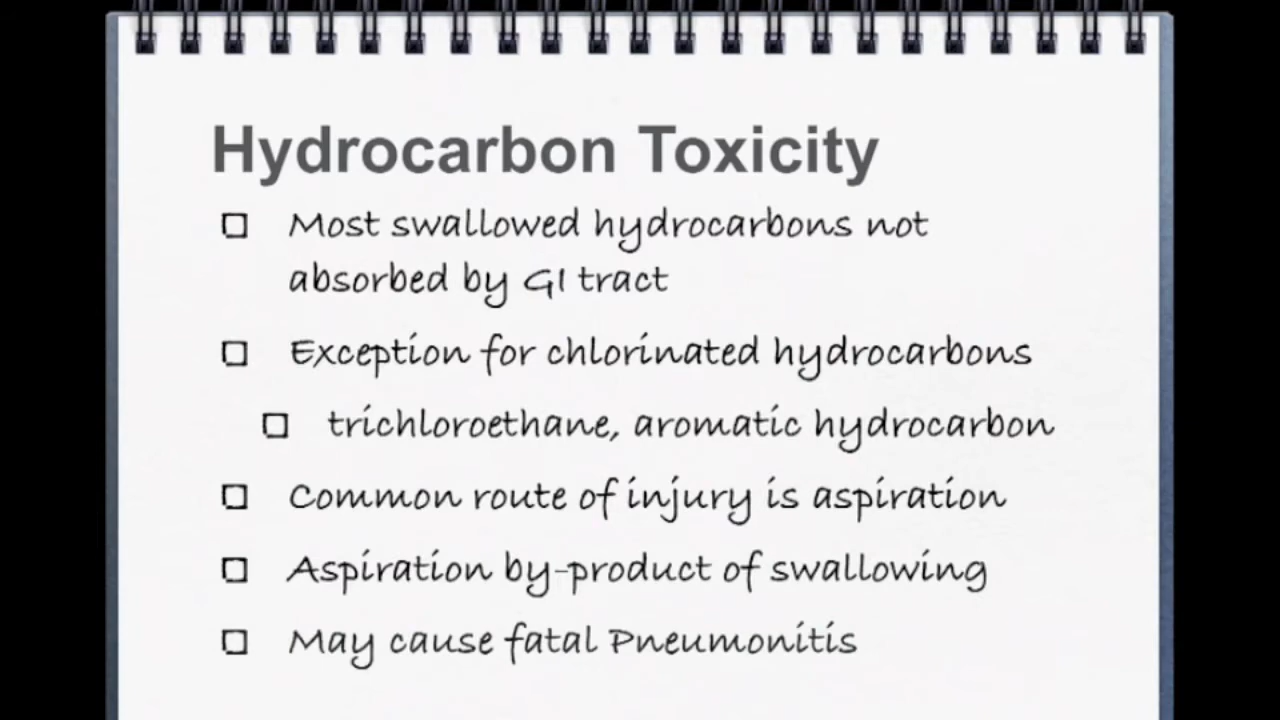 Hydrocarbon Toxicity
Most swallowed hydrocarbons not
absorbed by GI tract
Exception for chlorinated hydrocarbons
trichloroethane, aromatic hydrocarbon
Common route of injury is aspiration
Aspiration by-product of swallowing
May cause fatal Pneumonitis